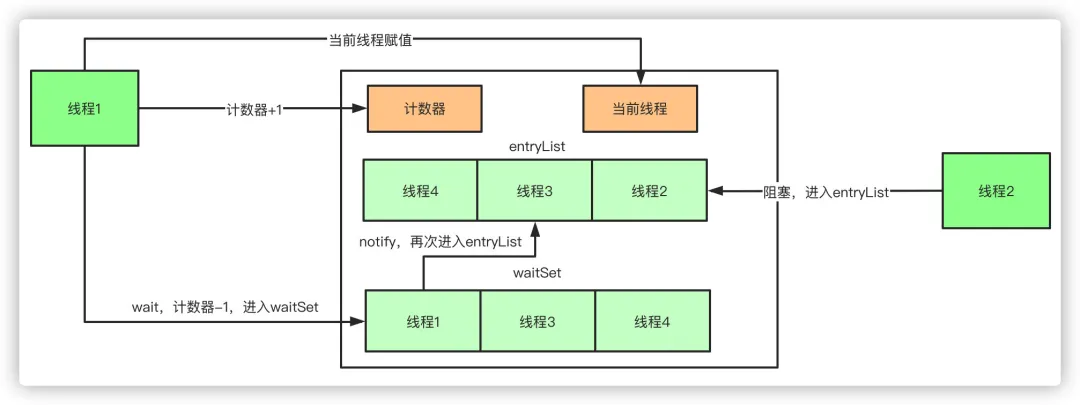 当前线程赋值
线程1
计数器+1
计数器
当前线程
entryList
线程4
线程3
线程2
阻塞，进入entryList
线程2
notify，再次进入entryList
waitSet
wait，计数器-1，进入waitSet
线程1
线程3
线程4